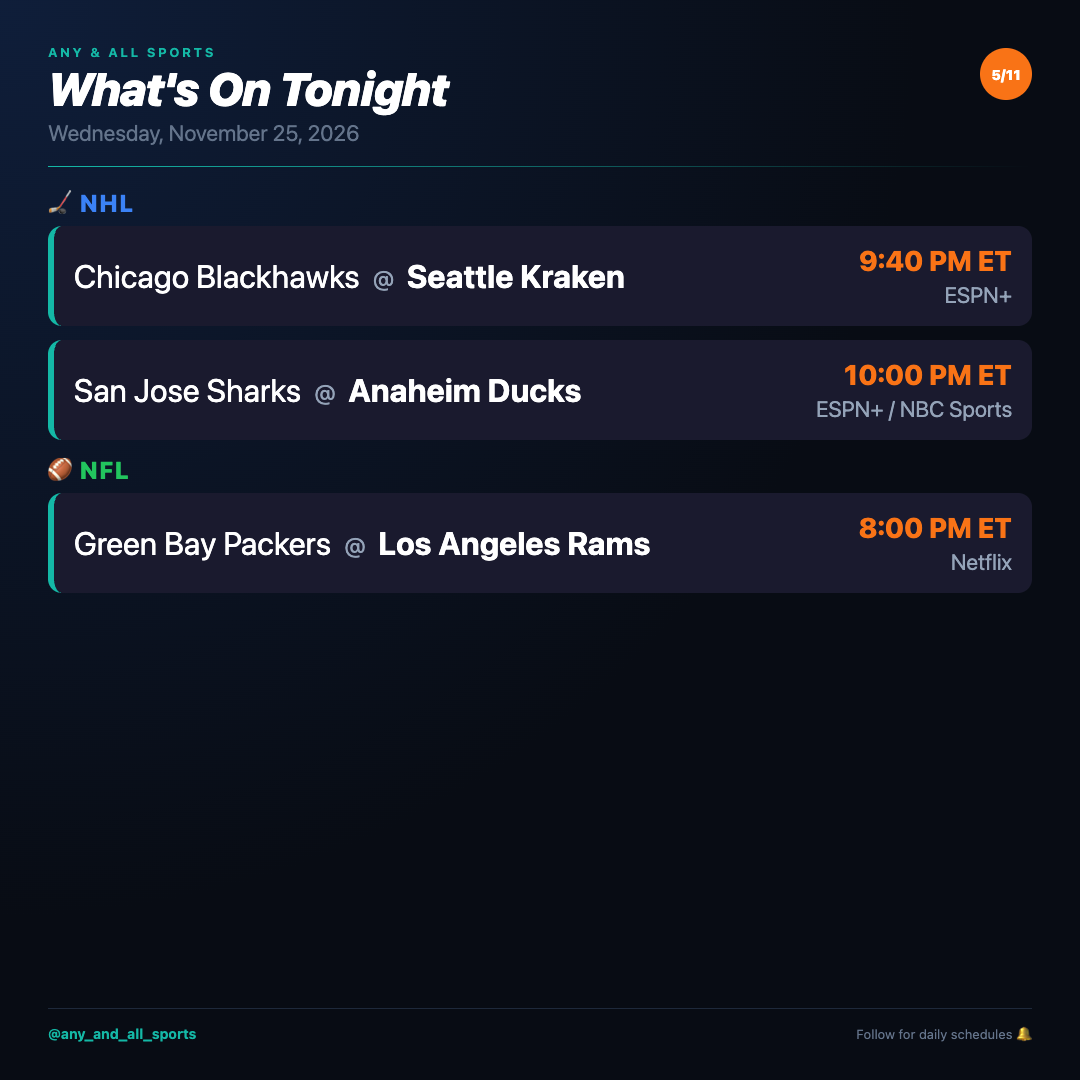 ANY & ALL SPORTS
What's On Tonight
Wednesday, November 25, 2026
5/11
NHL
Chicago Blackhawks @ Seattle Kraken
9:40 PM ET
ESPN+
San Jose Sharks @ Anaheim Ducks
10:00 PM ET
ESPN+ / NBC Sports
NFL
Green Bay Packers @ Los Angeles Rams
8:00 PM ET
Netflix
@any_and_all_sports
Follow for daily schedules 🔔